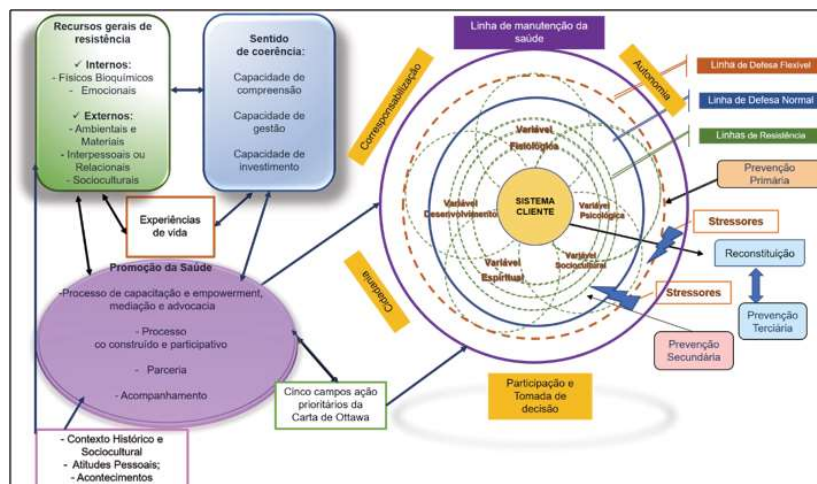 Recursos gerais de
resistência
✓ Internos:
- Físicos Bioquímicos
- Emocionais
✓ Externos:
- Ambientais e
Materiais
- Interpessoais ou
Relacionais
- Socioculturais
Sentido
de coerência:
Capacidade de
compreensão
Capacidade de
gestão
Capacidade de
investimento
Experiências
de vida
Promoção da Saúde
-Processo de capacitação e empowerment,
mediação e advocacia
- Processo
co construído e participativo
- Parceria
- Acompanhamento
- Contexto Histórico e
Sociocultural
- Atitudes Pessoais;
- Acontecimentos
Cinco campos ação
prioritários da
Carta de Ottawa
Linha de manutenção da
saúde
Corresponsabilização
Autonomia
Cidadania
Participação e
Tomada de
decisão
Variável
Fisiológica
Variável
Desenvolvimento
SISTEMA
CLIENTE
Variável
Psicológica
Variável
Sociocultural
Variável
Espíritual
Linha de Defesa Flexível
Linha de Defesa Normal
Linhas de Resistência
Prevenção
Primária
Stressores
Reconstituição
Stressores
Prevenção
Terciária
Prevenção
Secundária